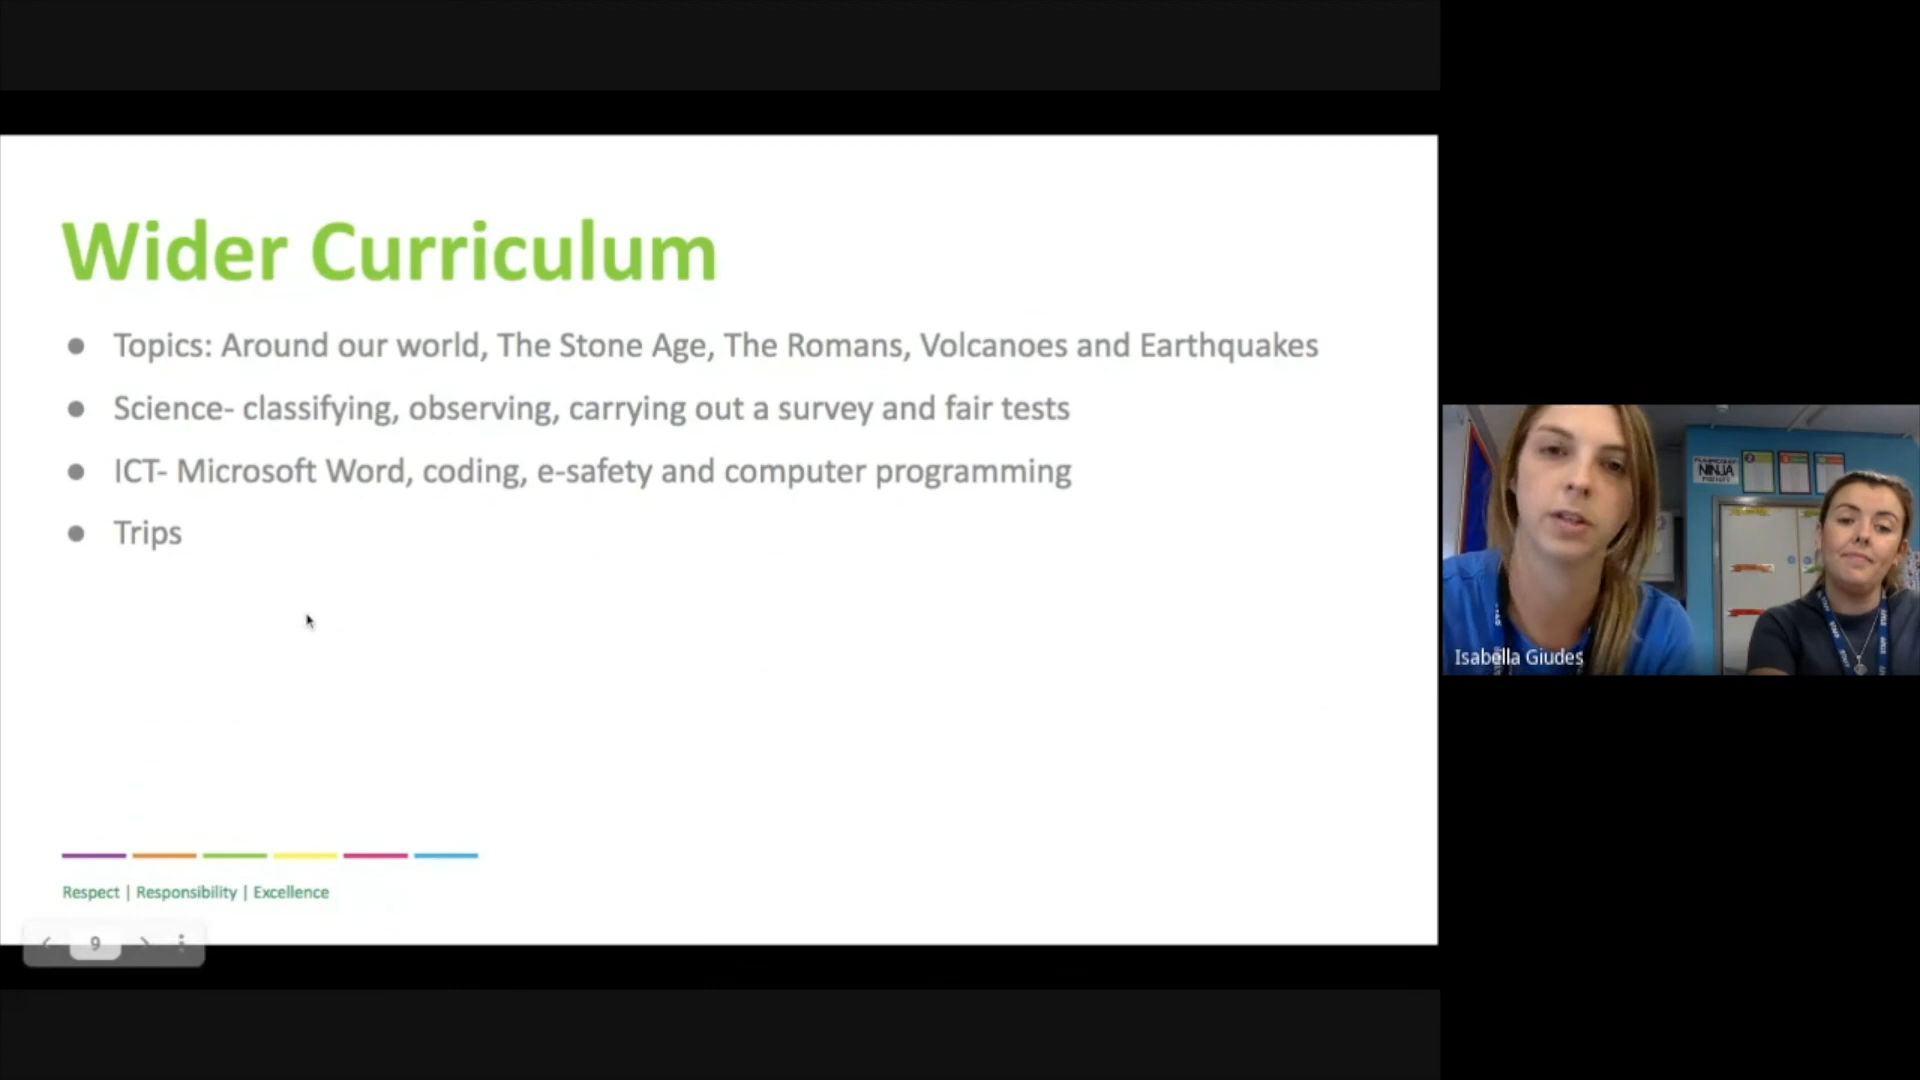 Wider Curriculum
● Topics: Around our world, The Stone Age, The Romans, Volcanoes and Earthquakes
● Science- classifying, observing, carrying out a survey and fair tests
● ICT- Microsoft Word, coding, e-safety and computer programming
● Trips
NINJA
Isabella Giudes
Respect | Responsibility | Excellence
9